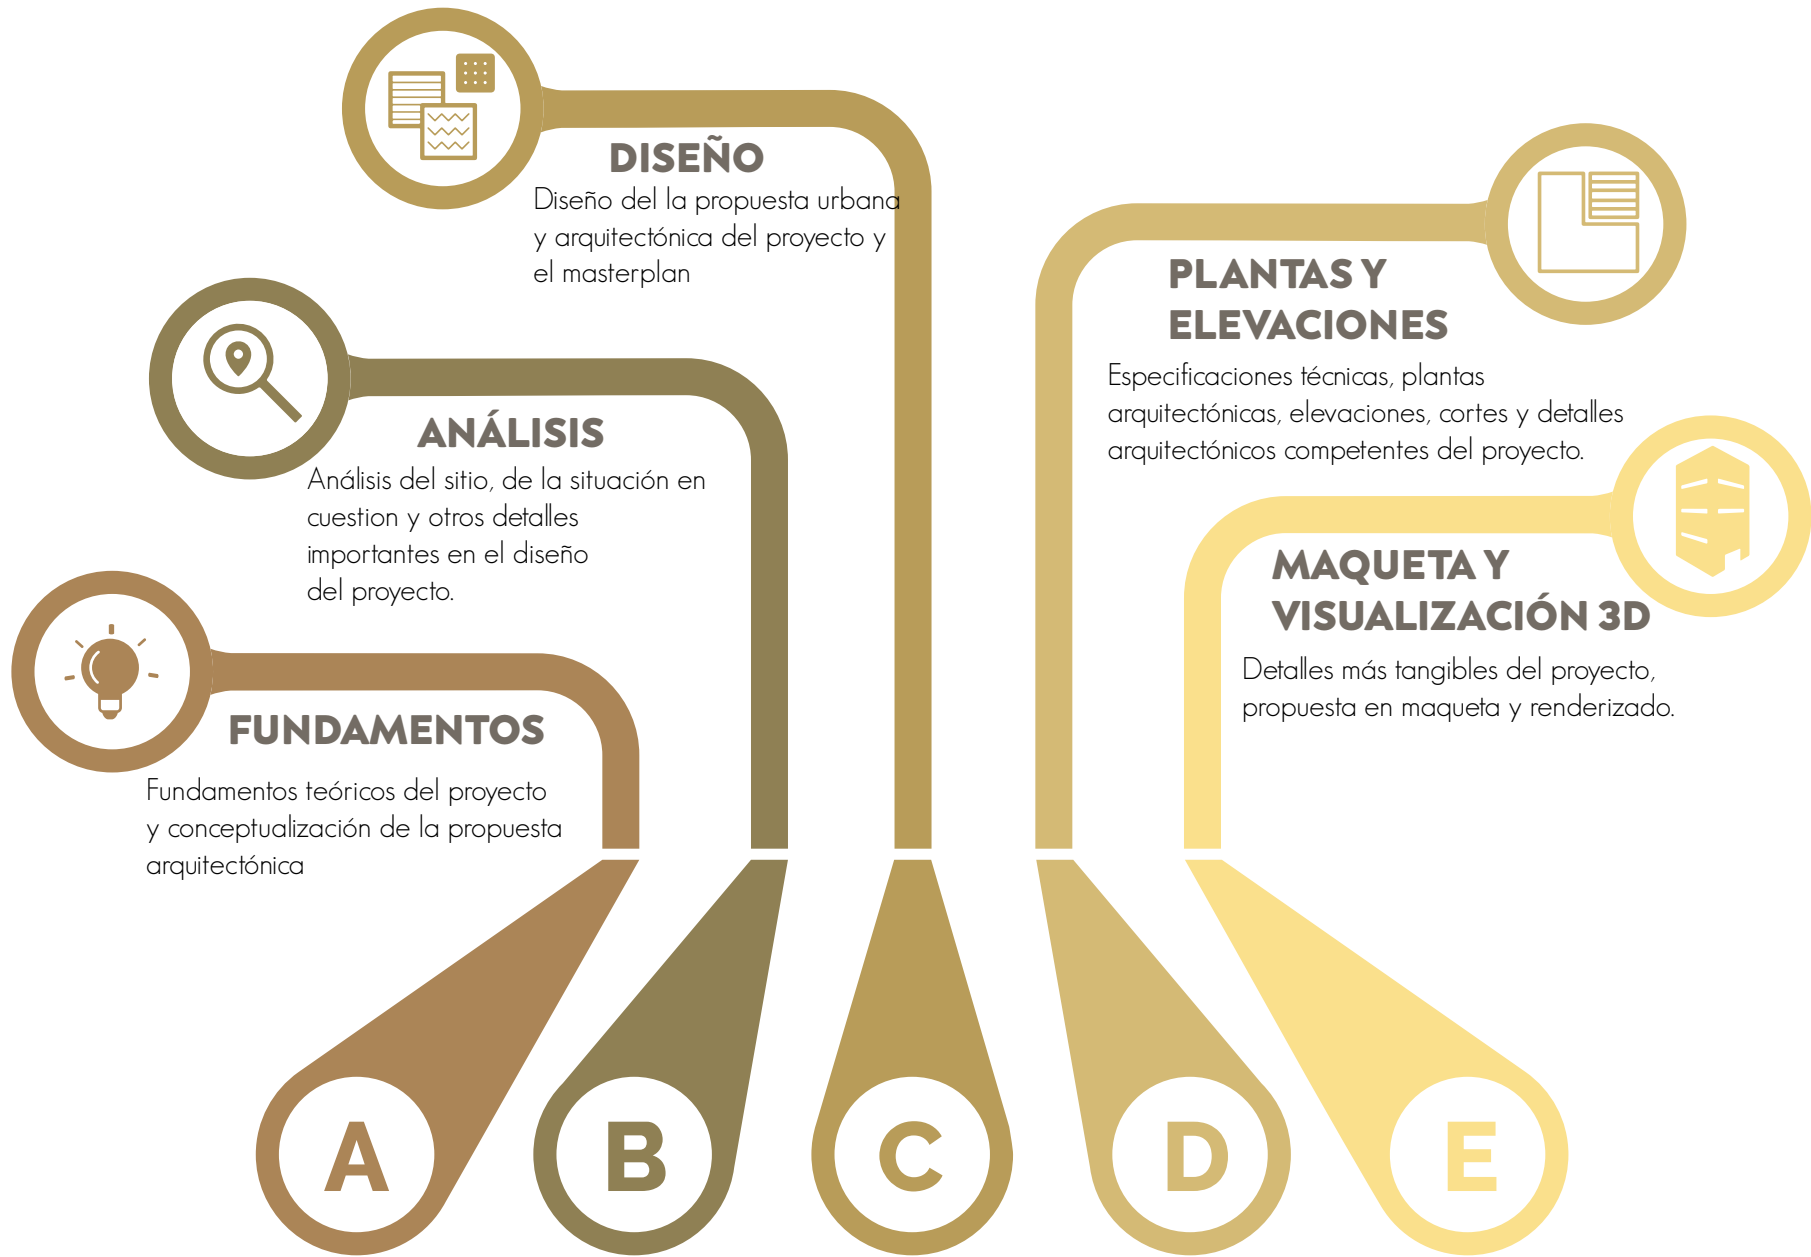 DISEÑO
Diseño del la propuesta urbana
y arquitectónica del proyecto y
el masterplan
ANÁLISIS
Análisis del sitio, de la situación en
cuestion y otros detalles
importantes en el diseño
del proyecto.
FUNDAMENTOS
Fundamentos teóricos del proyecto
y conceptualización de la propuesta
arquitectónica
PLANTAS Y
ELEVACIONES
Especificaciones técnicas, plantas
arquitectónicas, elevaciones, cortes y detalles
arquitectónicos competentes del proyecto.
MAQUETA Y
VISUALIZACIÓN 3D
Detalles más tangibles del proyecto,
propuesta en maqueta y renderizado.
A
B
C
D
E